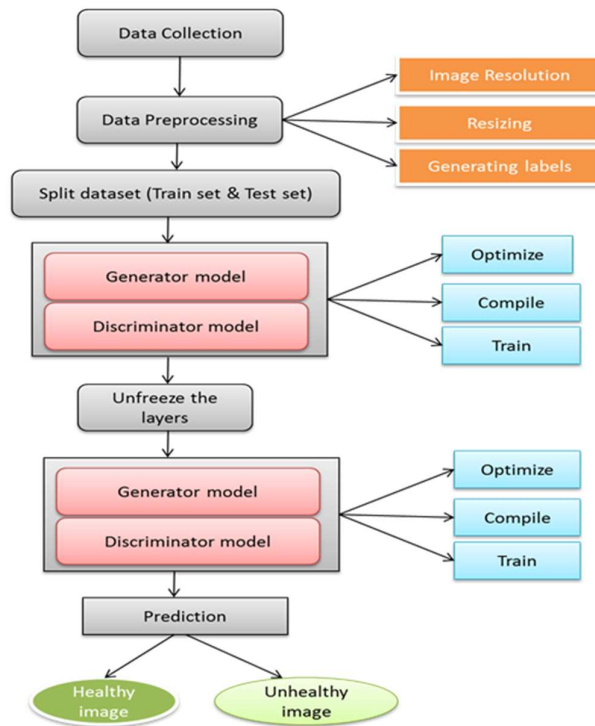 Data Collection
Data Preprocessing
Image Resolution
Resizing
Generating labels
Split dataset (Train set & Test set)
Generator model
Discriminator model
Optimize
Compile
Train
Unfreeze the
layers
Generator model
Discriminator model
Optimize
Compile
Train
Prediction
Healthy
image
Unhealthy
image